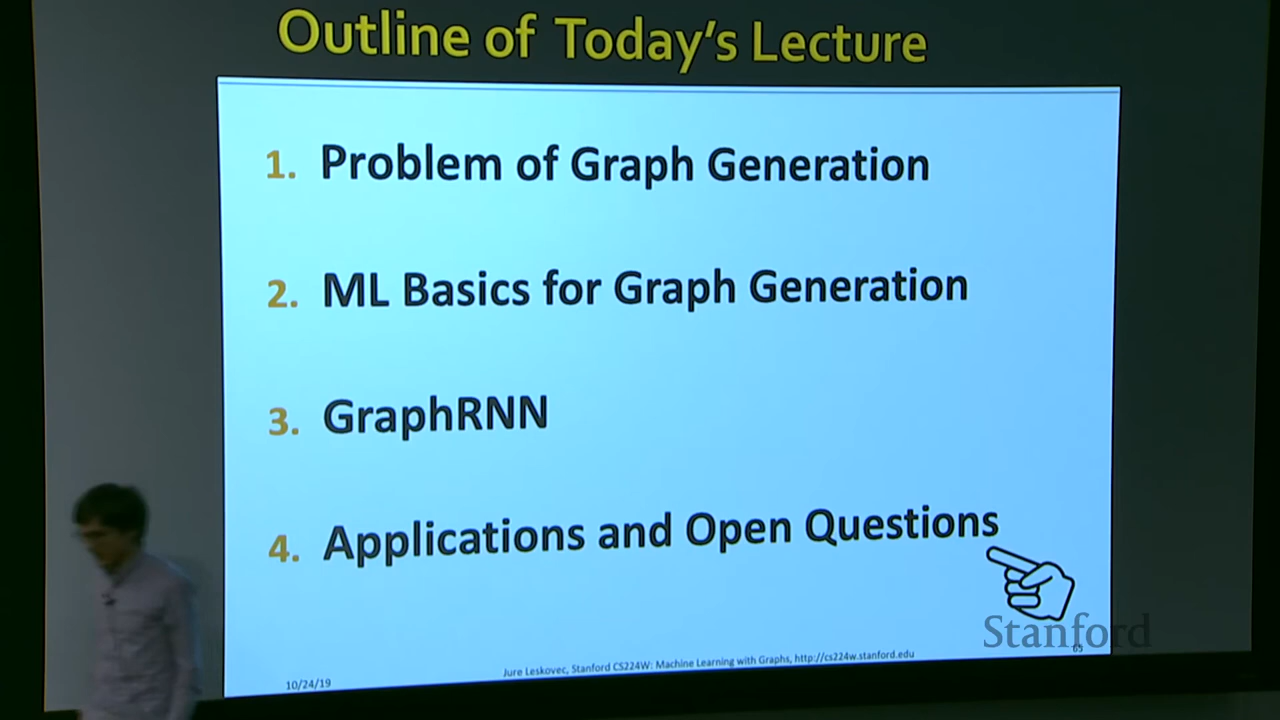 Outline of Today's Lecture
1. Problem of Graph Generation
2. ML Basics for Graph Generation
3. GraphRNN
4. Applications and Open Questions
Stanford
10/24/19
Jure Leskovec, Stanford CS224W: Machine Learning with Graphs, http://cs224w.stanford.edu